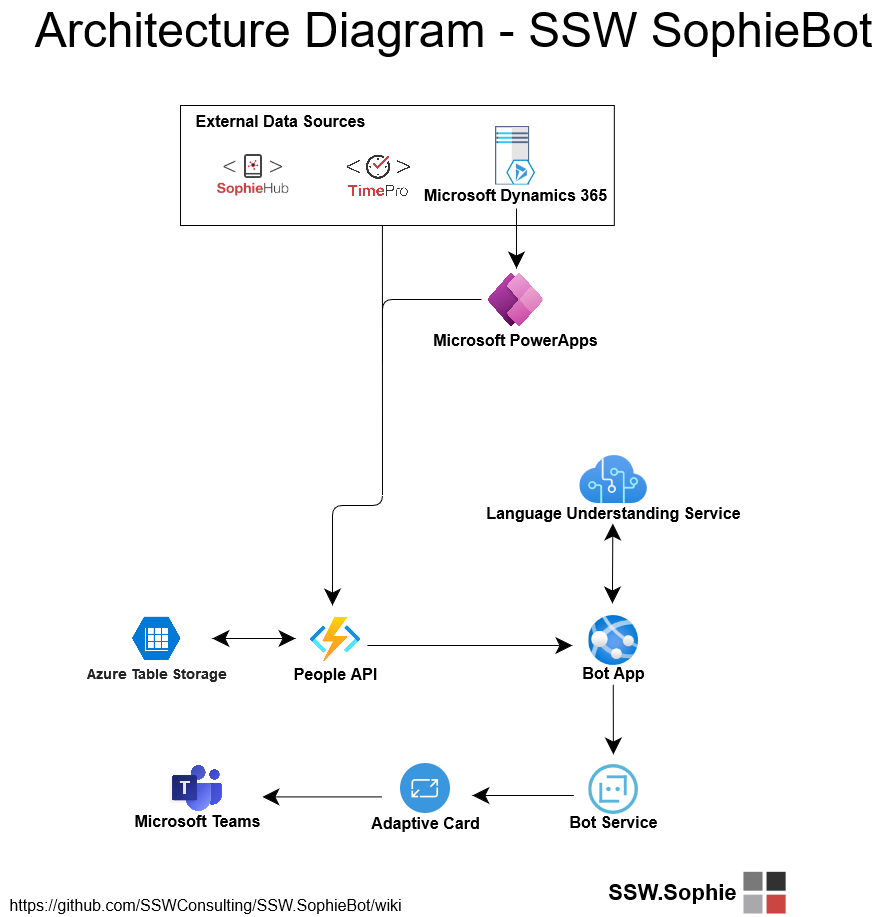 Architecture Diagram - SSW SophieBot
External Data Sources
< >
SophieHub
< >
TimePro
Microsoft Dynamics 365
Microsoft PowerApps
Language Understanding Service
Azure Table Storage
People API
Bot App
T
Microsoft Teams
Adaptive Card
Bot Service
SSW.Sophie
https://github.com/SSWConsulting/SSW.SophieBot/wiki